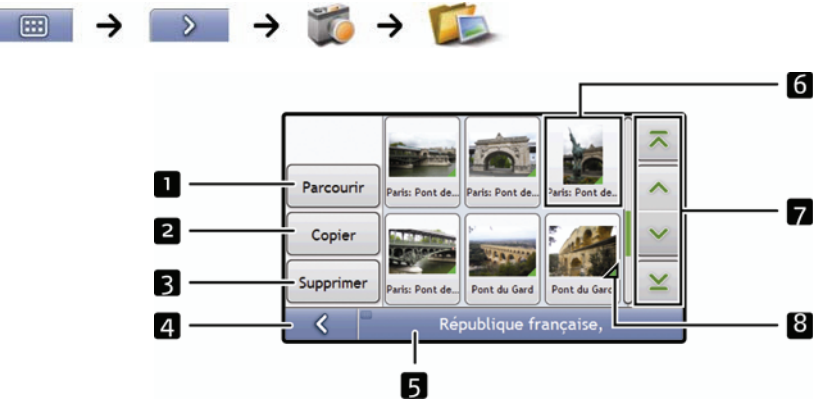 6
1
Parcourir
Paris: Pont de...
Paris: Pont de...
Paris: Pont de...
7
2
Copier
3
Supprimer
Paris: Pont de...
Pont du Gard
Pont du Gard
4
République française,
8
5